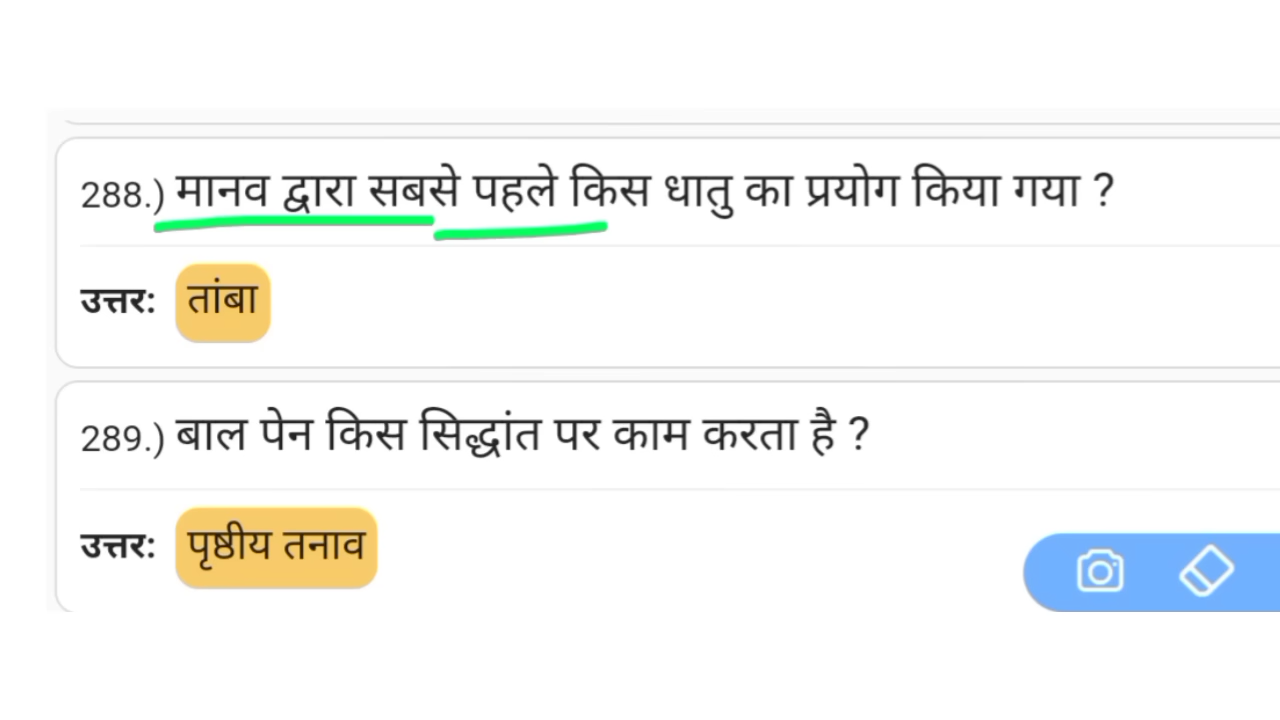 288.) मानव द्वारा सबसे पहले किस धातु का प्रयोग किया गया ?
उत्तर: तांबा
289.) बाल पेन किस सिद्धांत पर काम करता है ?
उत्तर: पृष्ठीय तनाव